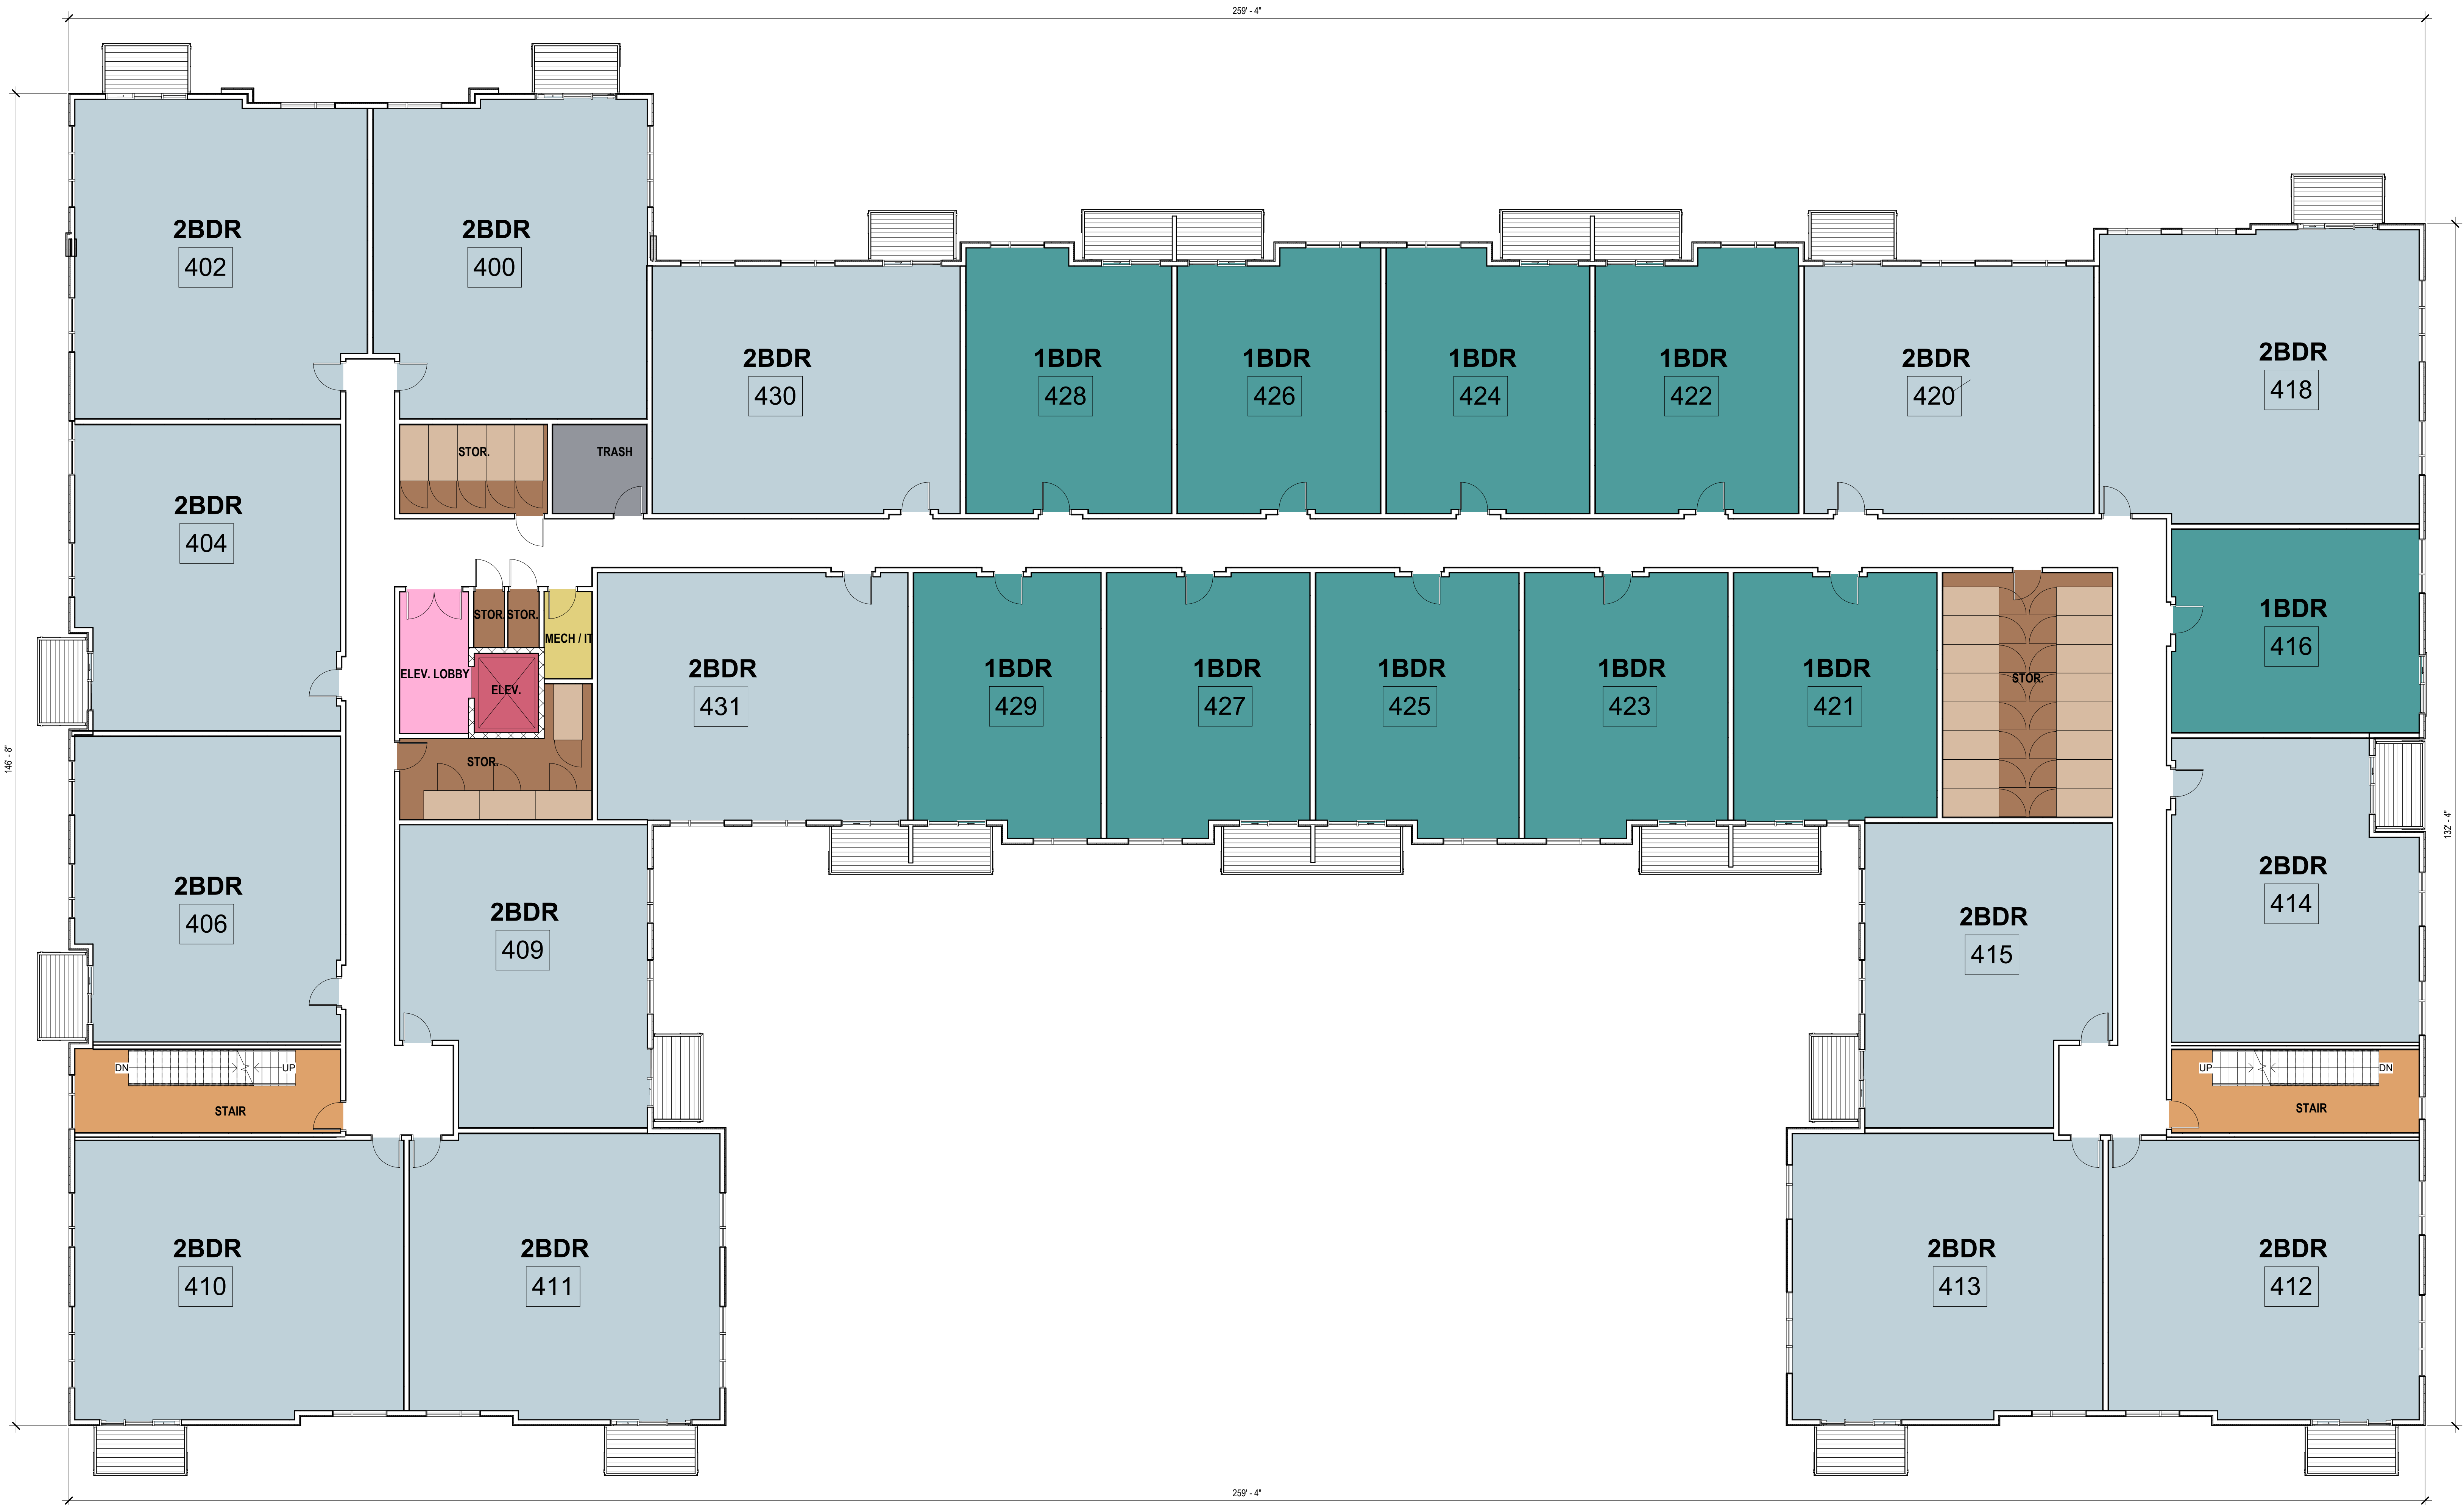 259' - 4"
2BDR
402
2BDR
400
2BDR
430
1BDR
428
1BDR
426
1BDR
424
1BDR
422
2BDR
420
2BDR
418
STOR.
TRASH
2BDR
404
STOR.
STOR.
MECH / IT
ELEV. LOBBY
ELEV.
STOR.
2BDR
431
1BDR
429
1BDR
427
1BDR
425
1BDR
423
1BDR
421
STOR.
1BDR
416
146' - 8"
132' - 4"
2BDR
406
2BDR
409
2BDR
415
2BDR
414
DN
UP
STAIR
UP
DN
STAIR
2BDR
410
2BDR
411
2BDR
413
2BDR
412
259' - 4"